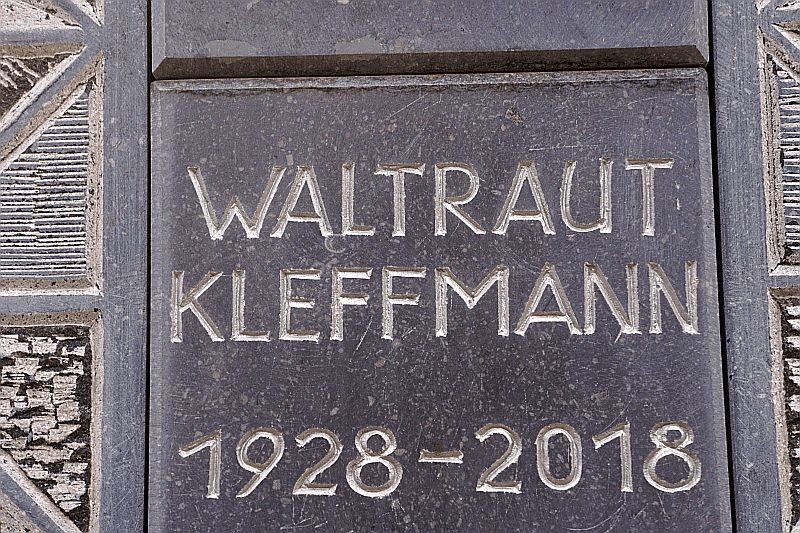 WALTRAUT
KLEFFMANN
1928 - 2018